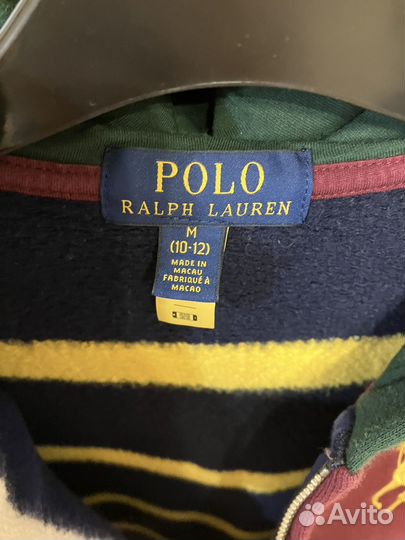 POLO
RALPH LAUREN
M
(10-12)
MADE IN
MACAU
FABRIQUÉ À
MACAO
Avito